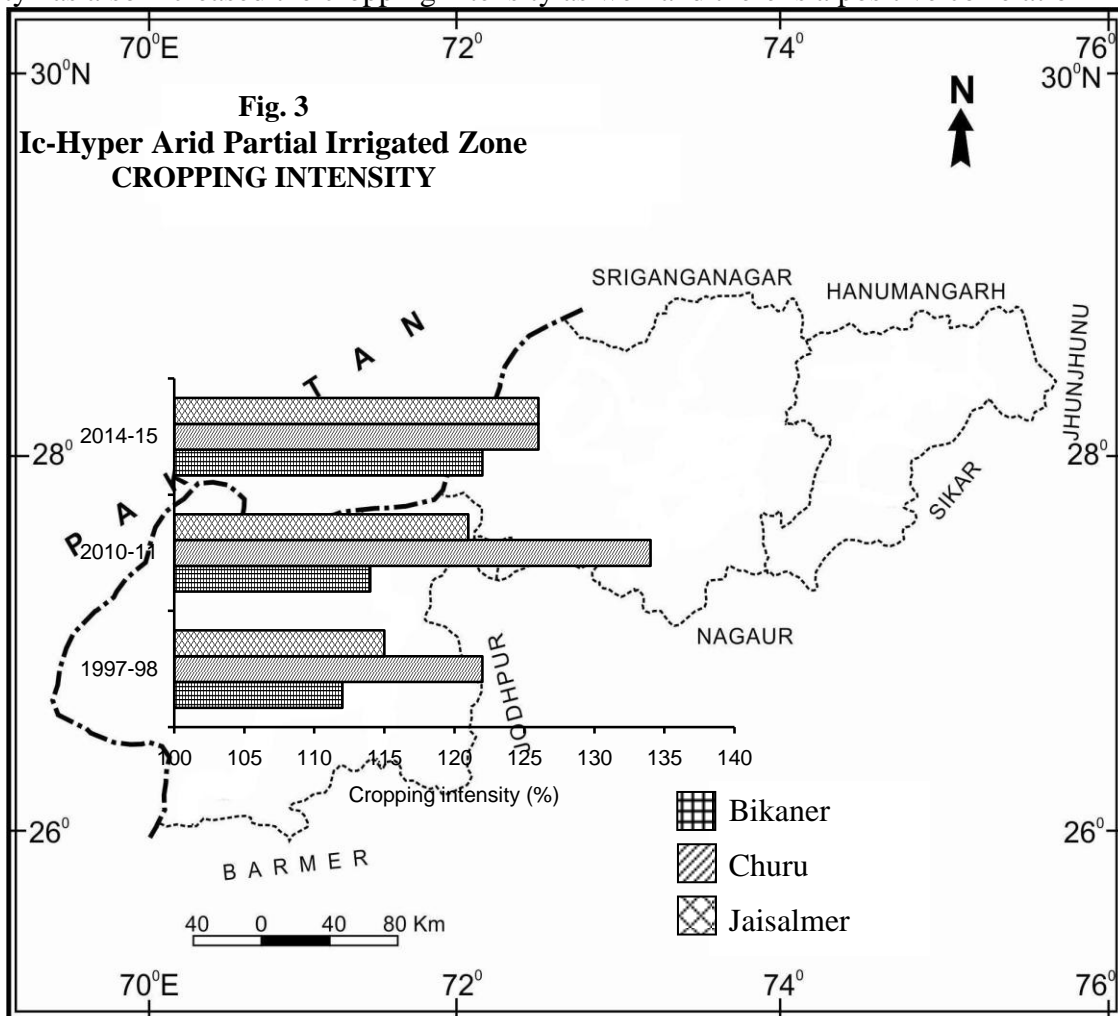 70⁰E 72⁰ 74⁰ 76⁰
30⁰N 30⁰N
Fig. 3
Ic-Hyper Arid Partial Irrigated Zone
CROPPING INTENSITY
N
SRIGANGANAGAR
HANUMANGARH
JHUNJHUNU
SIKAR
NAGAUR
JODHPUR
BARMER
P A K
T A N
28⁰ 28⁰
2014-15
2010-11
1997-98
100 105 110 115 120 125 130 135 140
Cropping intensity (%)
26⁰ 26⁰
Bikaner
Churu
Jaisalmer
40 0 40 80 Km
70⁰E 72⁰ 74⁰ 76⁰